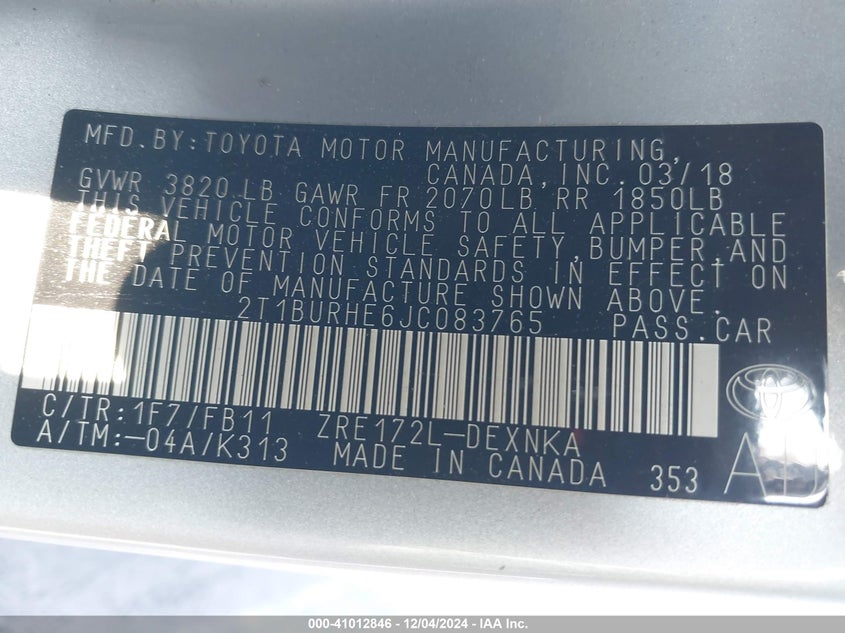 MFD.BY:TOYOTA MOTOR MANUFACTURING,
CANADA,INC. 03/18
GVWR 3820 LB GAWR FR 2070LB RR 1850LB
THIS VEHICLE CONFORMS TO ALL APPLICABLE
FEDERAL MOTOR VEHICLE SAFETY,BUMPER,AND
THEFT PREVENTION STANDARDS IN EFFECT ON
THE DATE OF MANUFACTURE SHOWN ABOVE.
2T1BURHE6JC083765 PASS.CAR
C/TR:1F7/FB11 ZRE172L-DEXNKA
A/TM:-04A/K313 MADE IN CANADA 353
000-41012846 - 12/04/2024 - IAA Inc.